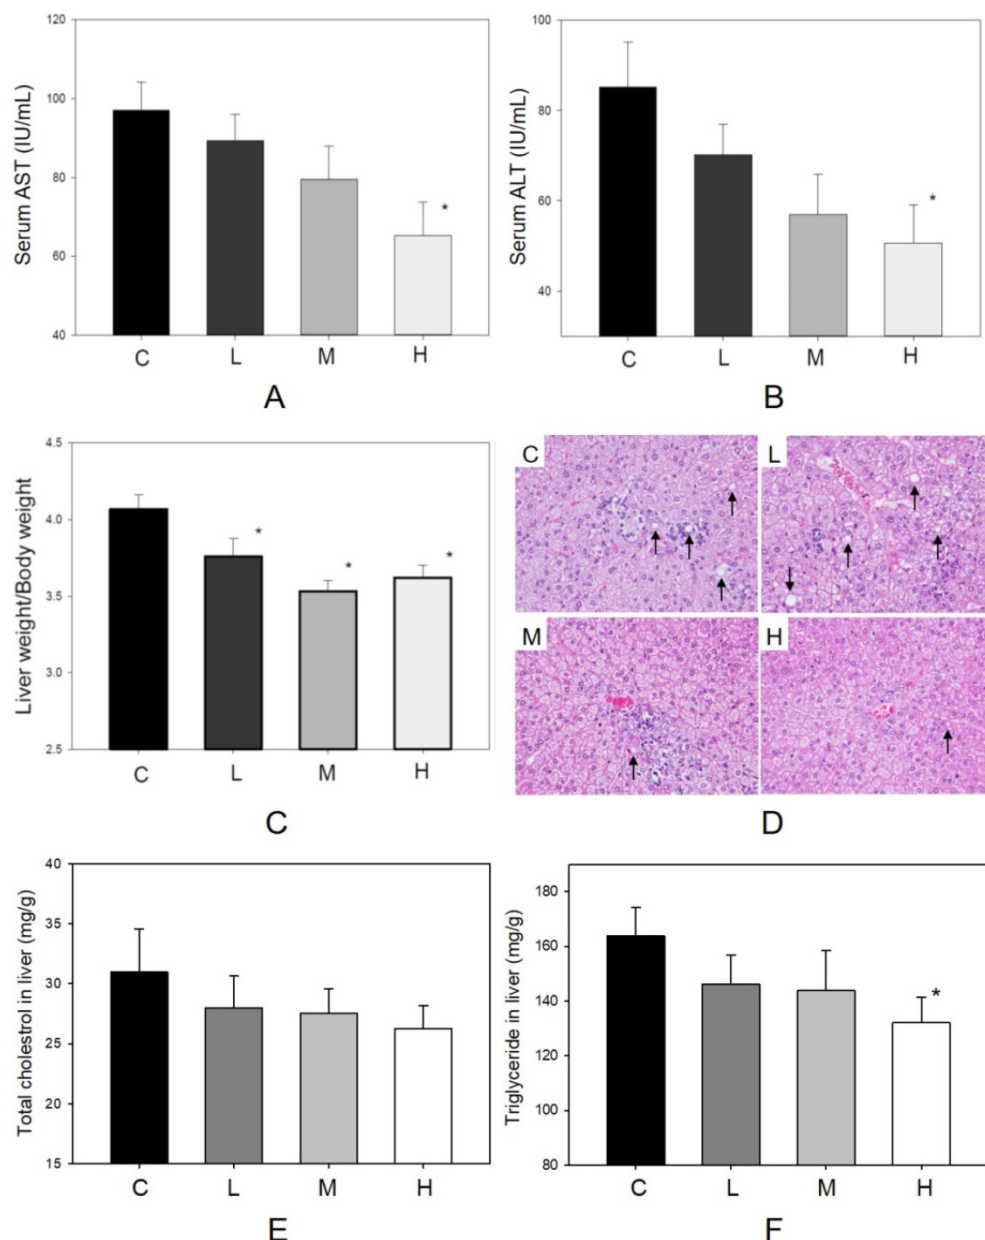 Serum AST (IU/mL)
120
100
80
60
40
*
C L M H
A
Serum ALT (IU/mL)
100
80
60
40
*
C L M H
B
Liver weight/Body weight
4.5
4.0
3.5
3.0
2.5
* * *
C L M H
C
C L
M H
D
Total cholestrol in liver (mg/g)
40
35
30
25
20
15
C L M H
E
Triglyceride in liver (mg/g)
180
160
140
120
100
80
*
C L M H
F